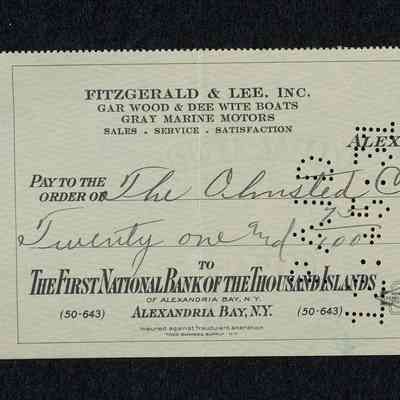 FITZGERALD & LEE, INC.
GAR WOOD & DEE WITE BOATS
GRAY MARINE MOTORS
SALES . SERVICE . SATISFACTION
ALEX
PAY TO THE
ORDER OF The Olmsted C
Twenty one and 75/100
TO
THE FIRST NATIONAL BANK OF THE THOUSAND ISLANDS
OF ALEXANDRIA BAY, N.Y.
(50-643) ALEXANDRIA BAY, N.Y. (50-643)
Insured against fraudulent alteration